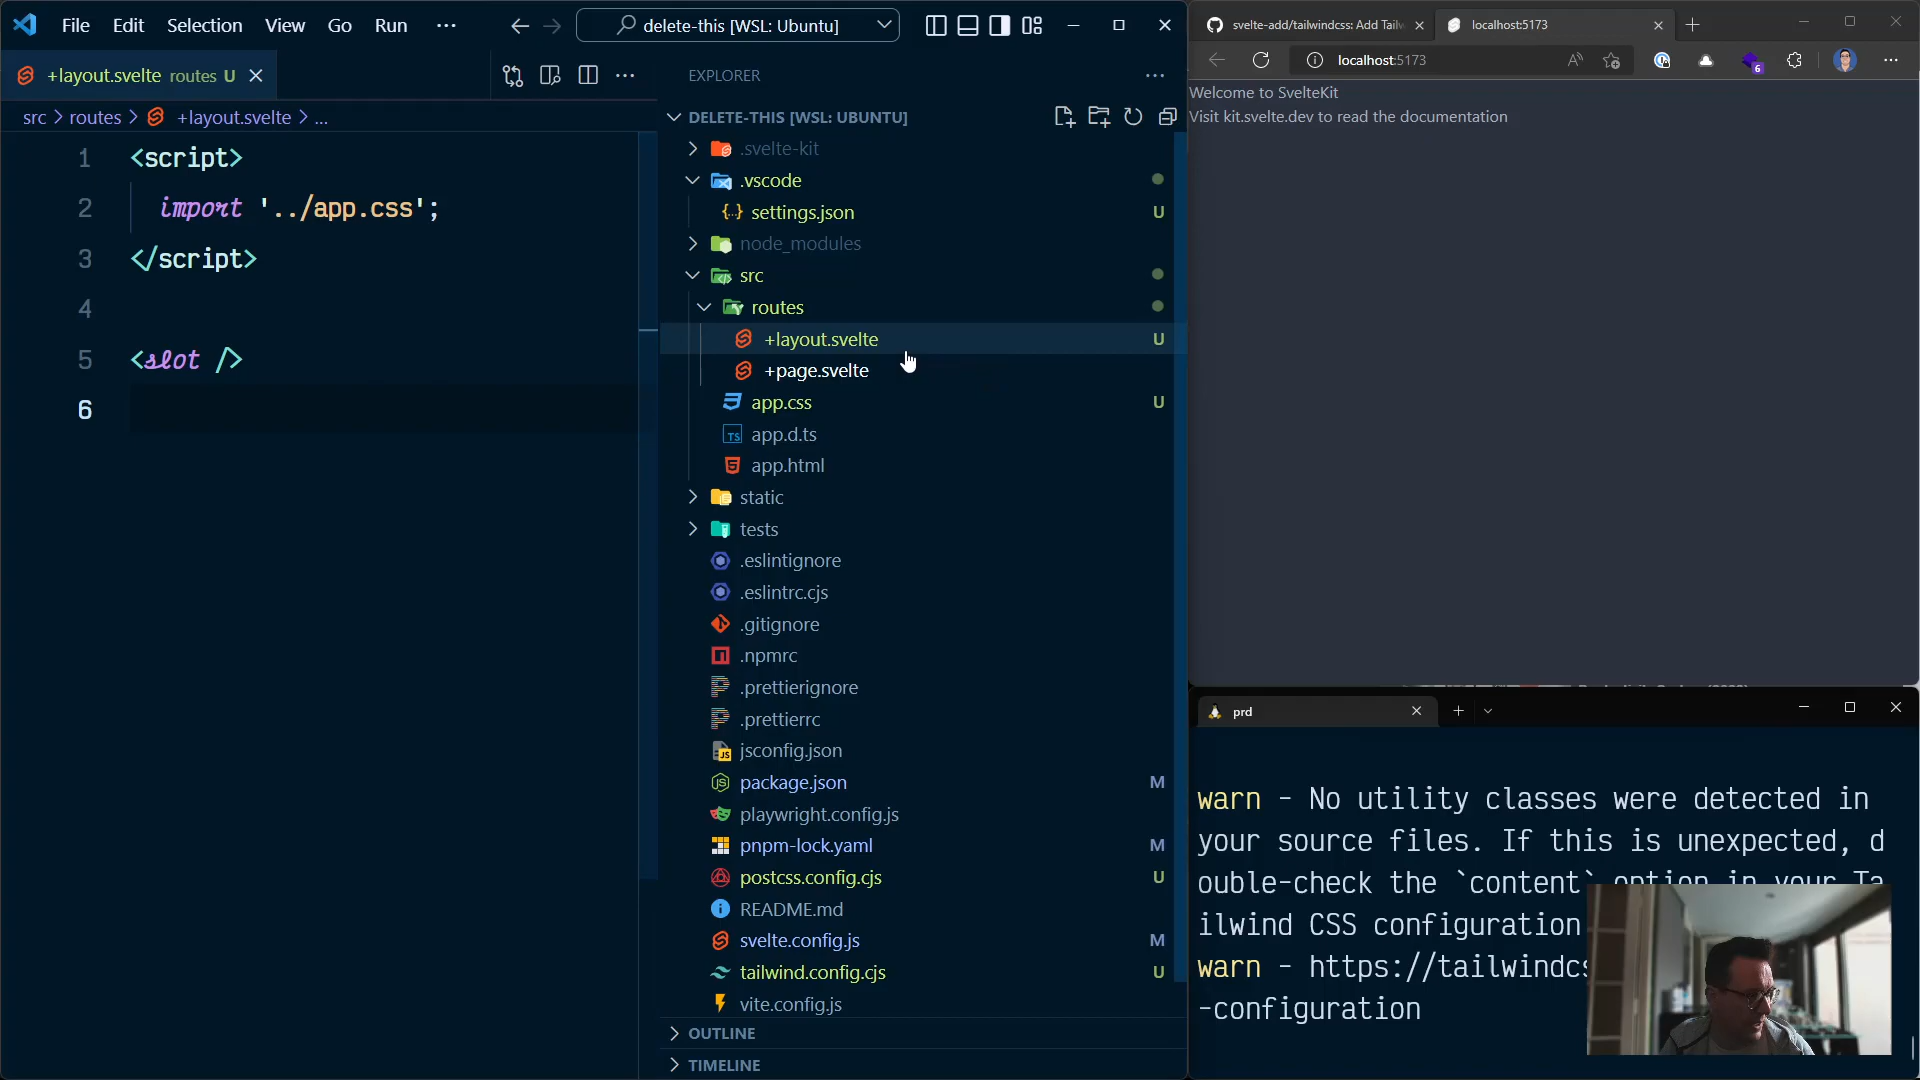 File Edit Selection View Go Run ···
delete-this [WSL: Ubuntu]
+layout.svelte routes U
src > routes > +layout.svelte > ...
1 <script>
2 import '../app.css';
3 </script>
4
5 <slot />
6
EXPLORER
DELETE-THIS [WSL: UBUNTU]
.svelte-kit
.vscode
settings.json U
node_modules
src
routes
+layout.svelte U
+page.svelte
app.css U
TS app.d.ts
app.html
static
tests
.eslintignore
.eslintrc.cjs
.gitignore
.npmrc
.prettierignore
.prettierrc
jsconfig.json
package.json M
playwright.config.js
pnpm-lock.yaml M
postcss.config.cjs U
README.md
svelte.config.js M
tailwind.config.cjs U
vite.config.js
OUTLINE
TIMELINE
svelte-add/tailwindcss: Add Tailw
localhost:5173
localhost:5173
6
Welcome to SvelteKit
Visit kit.svelte.dev to read the documentation
prd
warn - No utility classes were detected in
your source files. If this is unexpected, d
ouble-check the `content` option in your Ta
ilwind CSS configuration
warn - https://tailwindcs
-configuration